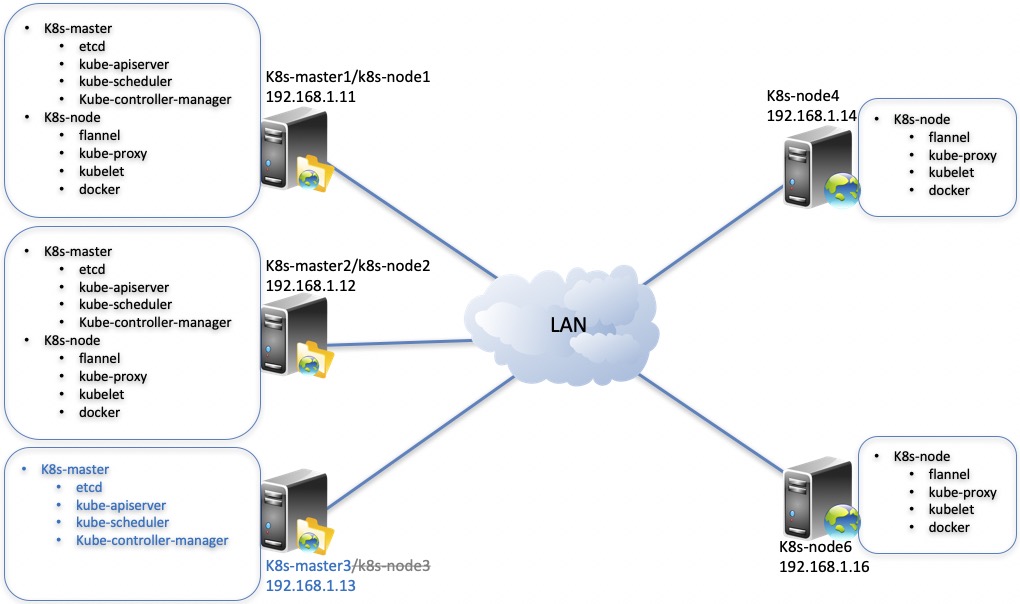 K8s-master
etcd
kube-apiserver
kube-scheduler
Kube-controller-manager
K8s-node
flannel
kube-proxy
kubelet
docker
K8s-master1/k8s-node1
192.168.1.11
K8s-master
etcd
kube-apiserver
kube-scheduler
Kube-controller-manager
K8s-node
flannel
kube-proxy
kubelet
docker
K8s-master2/k8s-node2
192.168.1.12
K8s-master
etcd
kube-apiserver
kube-scheduler
Kube-controller-manager
K8s-master3/k8s-node3
192.168.1.13
LAN
K8s-node4
192.168.1.14
K8s-node
flannel
kube-proxy
kubelet
docker
K8s-node
flannel
kube-proxy
kubelet
docker
K8s-node6
192.168.1.16